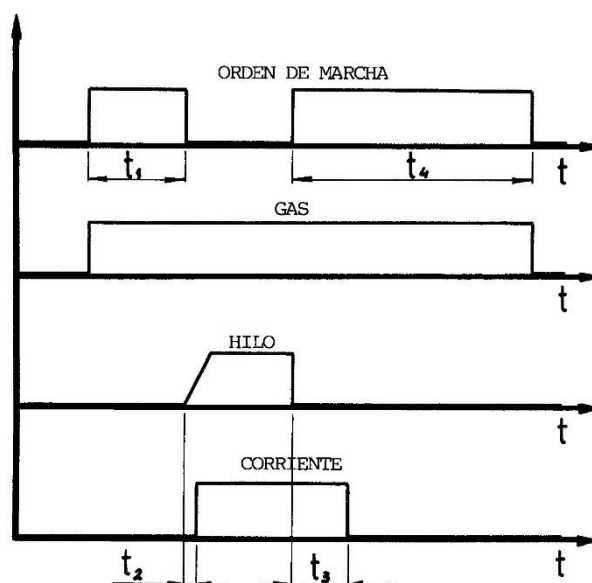 ORDEN DE MARCHA
t1
t4
t
GAS
t
HILO
t
CORRIENTE
t2
t3
t